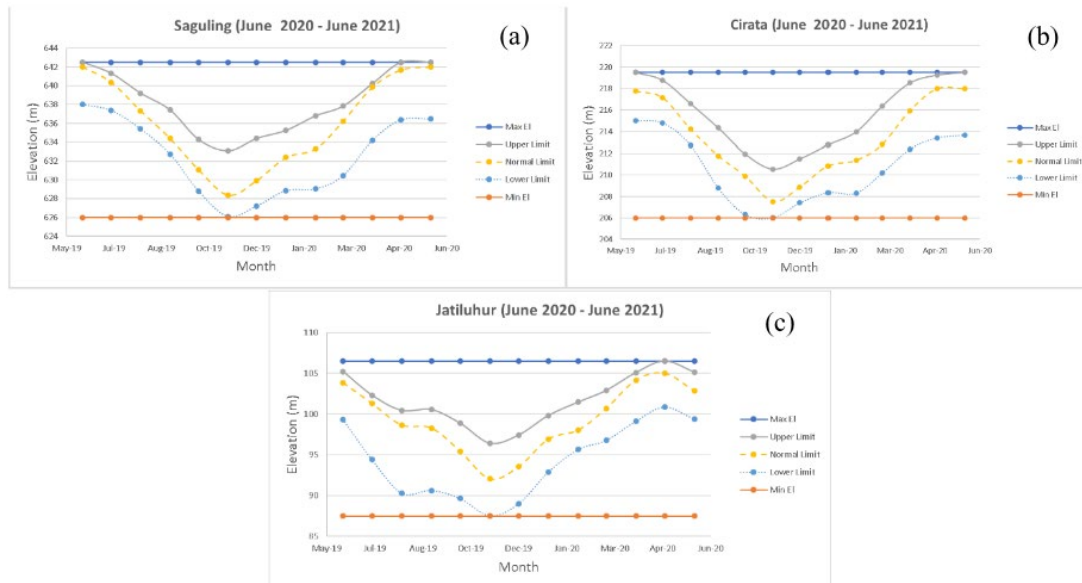 Saguling (June 2020 - June 2021)
(a)
644
642
640
638
636
634
632
630
628
626
624
Elevation (m)
May-19 Jul-19 Aug-19 Oct-19 Dec-19 Jan-20 Mar-20 Apr-20 Jun-20
Month
Max El
Upper Limit
Normal Limit
Lower Limit
Min El
Cirata (June 2020 - June 2021)
(b)
222
220
218
216
214
212
210
208
206
204
Elevation (m)
May-19 Jul-19 Aug-19 Oct-19 Dec-19 Jan-20 Mar-20 Apr-20 Jun-20
Month
Max El
Upper Limit
Normal Limit
Lower Limit
Min El
Jatiluhur (June 2020 - June 2021)
(c)
110
105
100
95
90
85
Elevation (m)
May-19 Jul-19 Aug-19 Oct-19 Dec-19 Jan-20 Mar-20 Apr-20 Jun-20
Month
Max El
Upper Limit
Normal Limit
Lower Limit
Min El